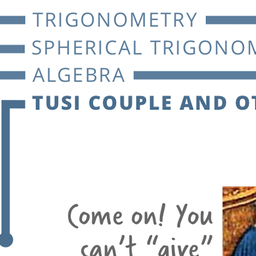 TRIGONOMETRY
SPHERICAL TRIGONOM
ALGEBRA
TUSI COUPLE AND OT
Come on! You
can't "give"